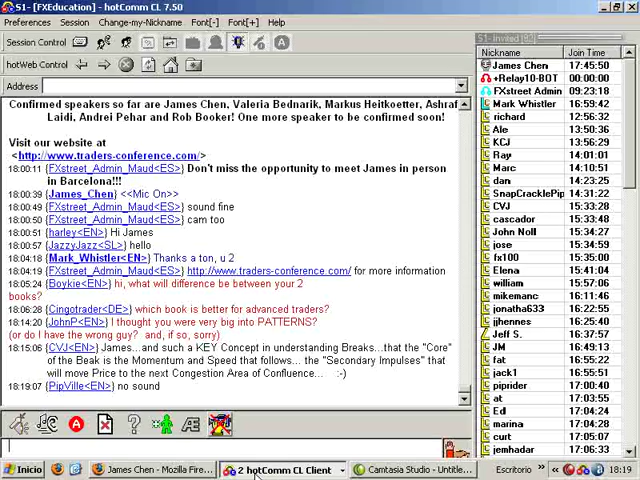 S1- [FXEducation] - hotComm CL 7.50
Preferences Session Change-my-Nickname Font[-] Font[+] Help
Session Control
hotWeb Control
Address
Confirmed speakers so far are James Chen, Valeria Bednarik, Markus Heitkoetter, Ashraf
Laidi, Andrei Pehar and Rob Booker! One more speaker to be confirmed soon!
Visit our website at
<http://www.traders-conference.com/>
18:00:11 {FXstreet_Admin_Maud<ES>} Don't miss the opportunity to meet James in person
in Barcelona!!!
18:00:39 {James_Chen} <<Mic On>>
18:00:49 {FXstreet_Admin_Maud<ES>} sound fine
18:00:50 {FXstreet_Admin_Maud<ES>} cam too
18:00:51 {harley<EN>} Hi James
18:00:57 {JazzyJazz<SL>} hello
18:04:18 {Mark_Whistler<EN>} Thanks a ton, u 2
18:04:19 {FXstreet_Admin_Maud<ES>} http://www.traders-conference.com/ for more information
18:05:24 {Boykie<EN>} hi, what will difference be between your 2
books?
18:06:28 {Cingotrader<DE>} which book is better for advanced traders?
18:14:20 {JohnP<EN>} I thought you were very big into PATTERNS?
(or do I have the wrong guy? and, if so, sorry)
18:15:06 {CVJ<EN>} James...and such a KEY Concept in understanding Breaks...that the "Core"
of the Beak is the Momentum and Speed that follows... the "Secondary Impulses" that
will move Price to the next Congestion Area of Confluence... :-)
18:19:07 {PipVille<EN>} no sound
S1- Invited (82)
Nickname Join Time
James Chen 17:45:50
+Relay10-BOT 00:00:00
FXstreet Admin 09:23:18
Mark Whistler 16:59:42
richard 12:56:32
Ale 13:50:36
KCJ 13:59:29
Ray 14:01:01
Marc 14:10:51
dan 14:23:25
SnapCracklePip 14:31:22
CVJ 15:33:48
cascador 15:33:48
John Noll 15:34:27
jose 15:34:59
fx100 15:36:21
Elena 15:41:04
william 15:57:06
mikemanc 16:11:31
jonatha633 16:22:55
jjhennes 16:25:40
Jeff S. 16:37:57
JM 16:43:39
fat 16:55:22
jack1 16:55:31
piprider 17:00:40
at 17:03:55
Ed 17:04:24
marina 17:04:28
curt 17:05:07
jemhadar 17:06:33
Inicio
James Chen - Mozilla Fire...
2 hotComm CL Client
Camtasia Studio - Untitle...
Escritorio
18:19